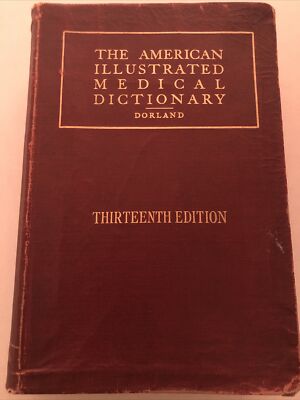 THE AMERICAN
ILLUSTRATED
MEDICAL
DICTIONARY
DORLAND
THIRTEENTH EDITION